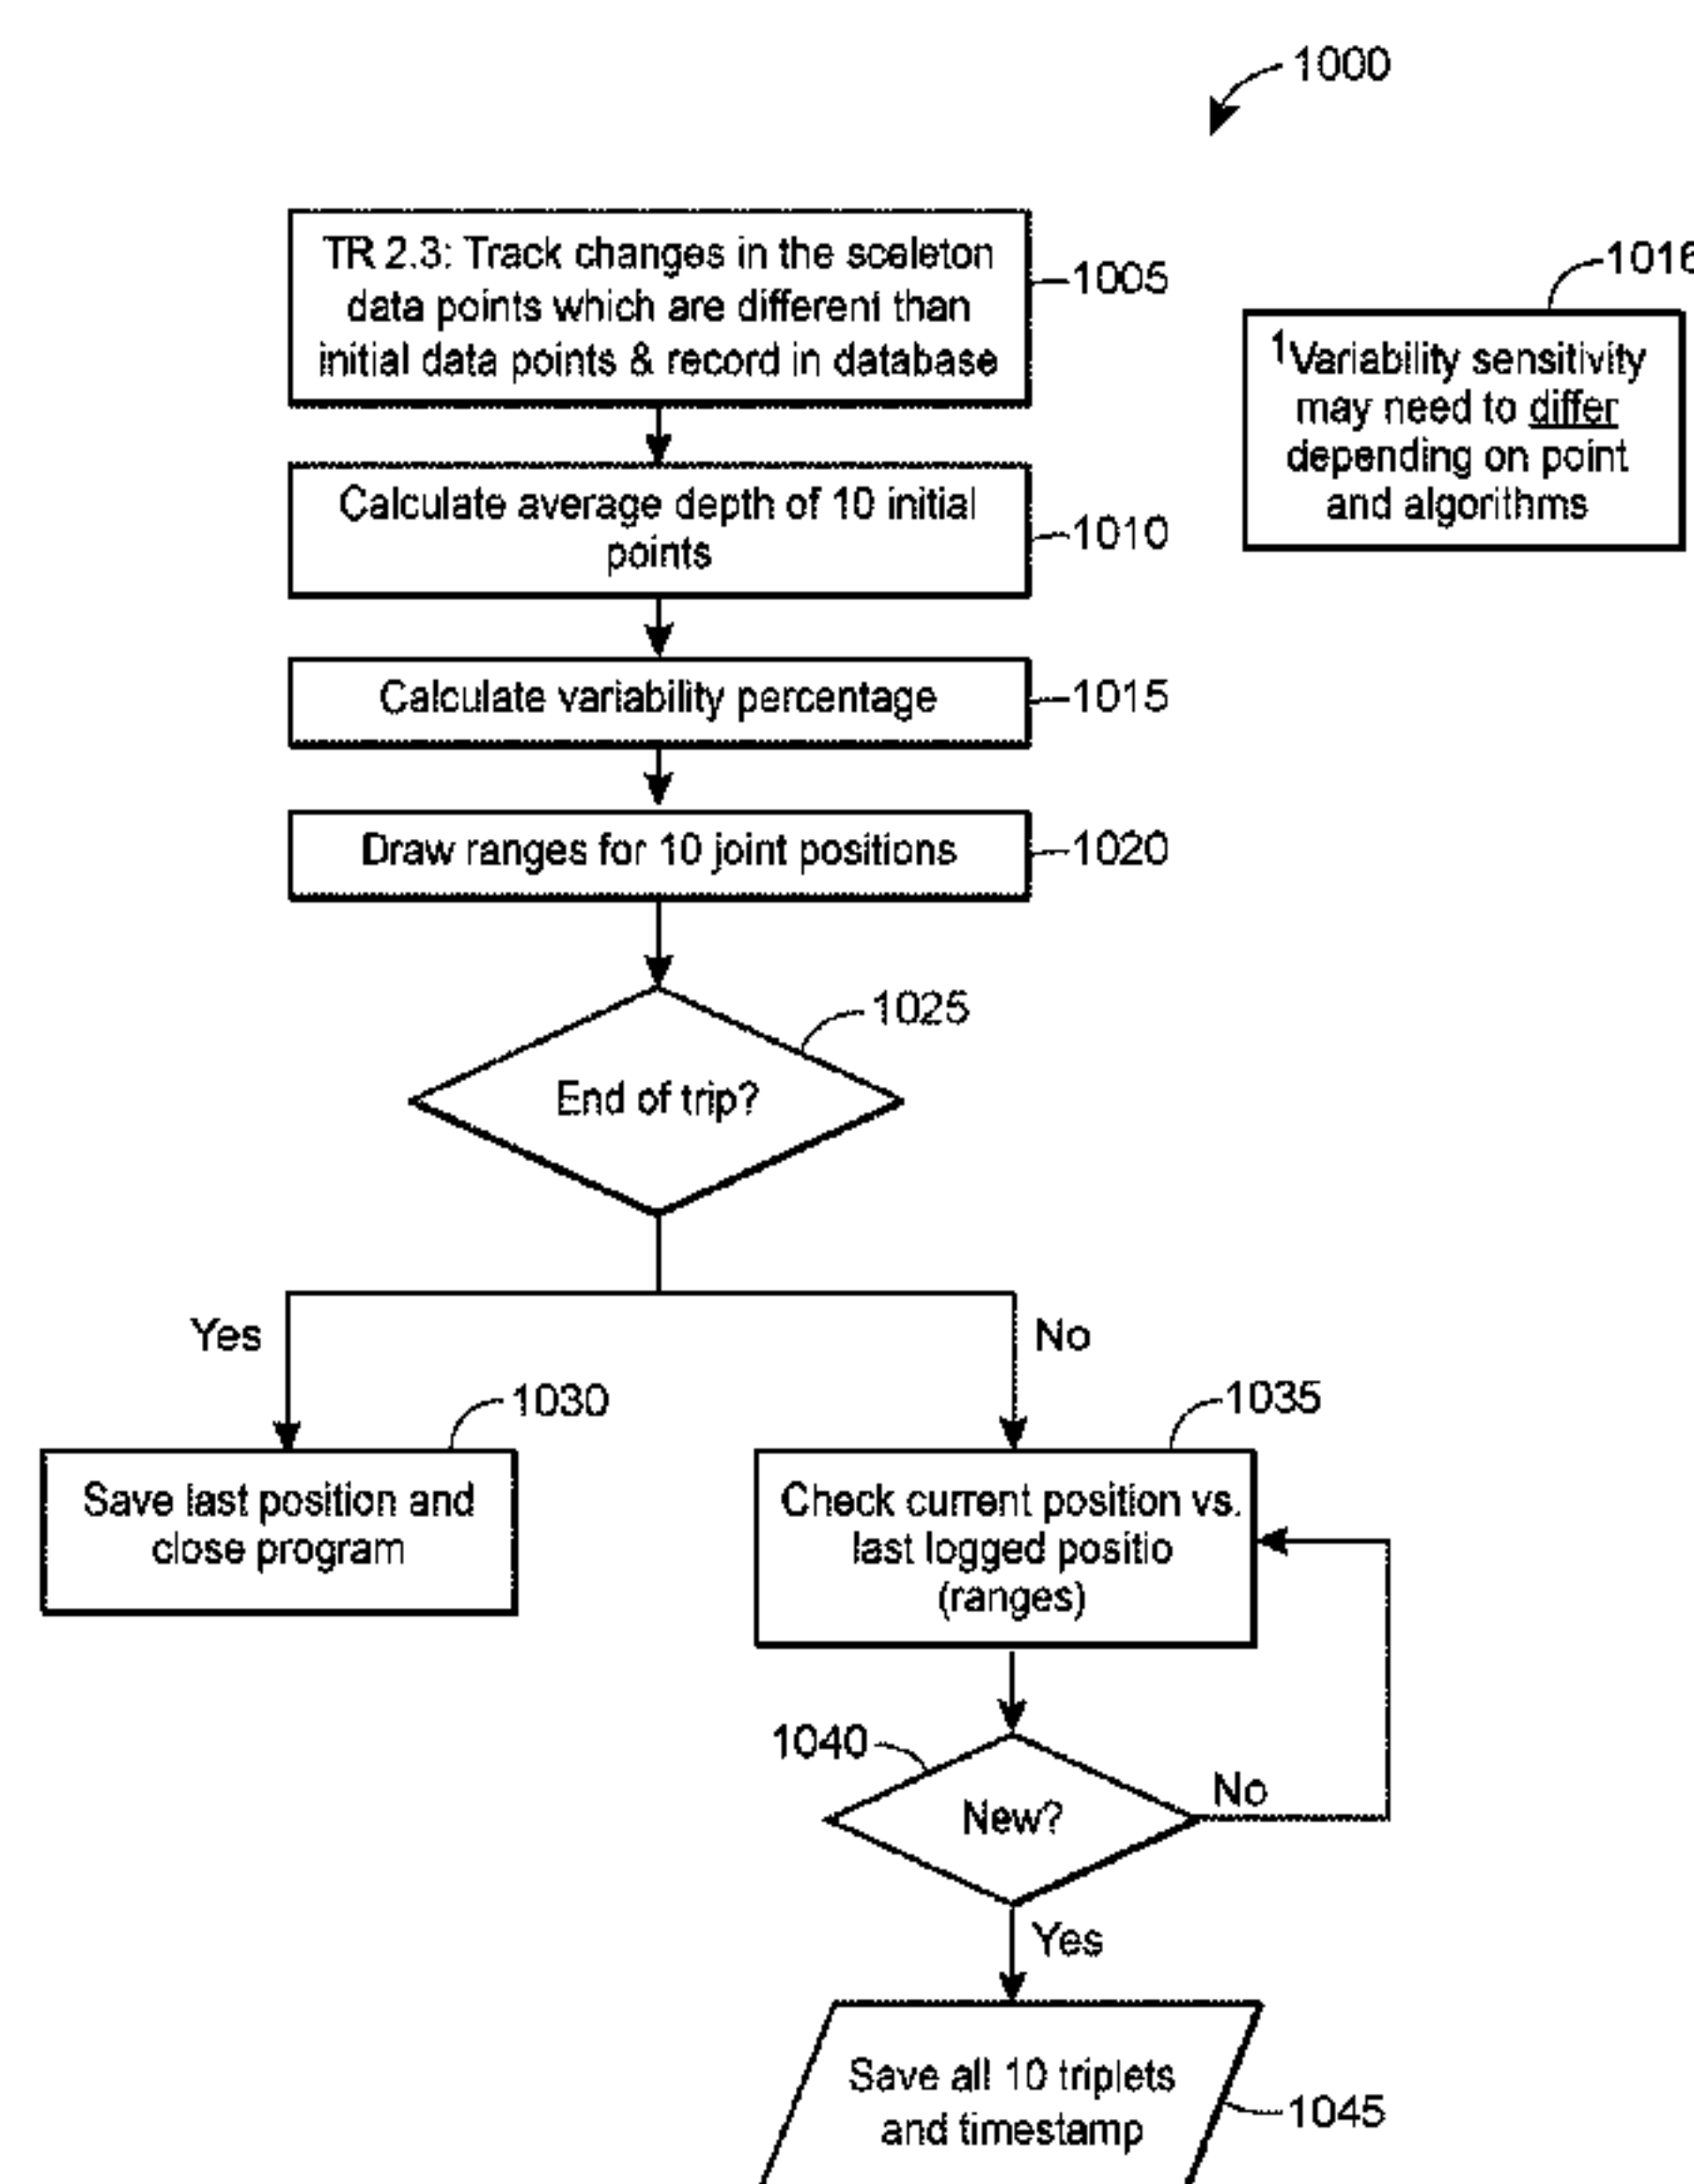 1000
TR 2.3: Track changes in the sceleton
data points which are different than
initial data points & record in database
1005
1016
1Variability sensitivity
may need to differ
depending on point
and algorithms
Calculate average depth of 10 initial
points
1010
Calculate variability percentage
1015
Draw ranges for 10 joint positions
1020
1025
End of trip?
Yes
No
1030
1035
Save last position and
close program
Check current position vs.
last logged positio
(ranges)
1040
New?
No
Yes
Save all 10 triplets
and timestamp
1045